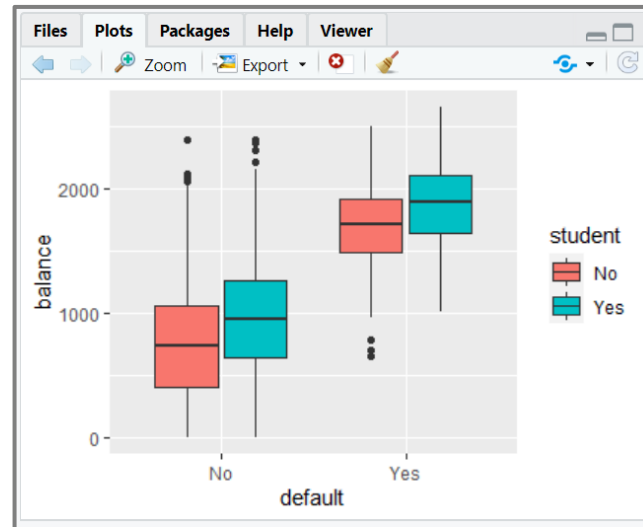 Files Plots Packages Help Viewer
Zoom Export
balance
2000
1000
0
No Yes
default
student
No
Yes